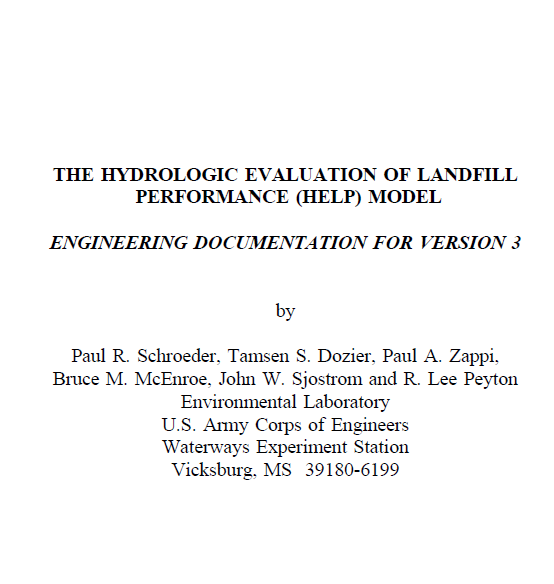 THE HYDROLOGIC EVALUATION OF LANDFILL
PERFORMANCE (HELP) MODEL
ENGINEERING DOCUMENTATION FOR VERSION 3
by
Paul R. Schroeder, Tamsen S. Dozier, Paul A. Zappi,
Bruce M. McEnroe, John W. Sjostrom and R. Lee Peyton
Environmental Laboratory
U.S. Army Corps of Engineers
Waterways Experiment Station
Vicksburg, MS  39180-6199